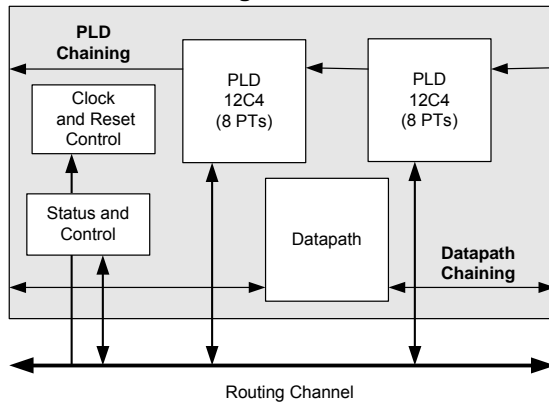 PLD
Chaining
PLD
12C4
(8 PTs)
PLD
12C4
(8 PTs)
Clock
and Reset
Control
Status and
Control
Datapath
Datapath
Chaining
Routing Channel